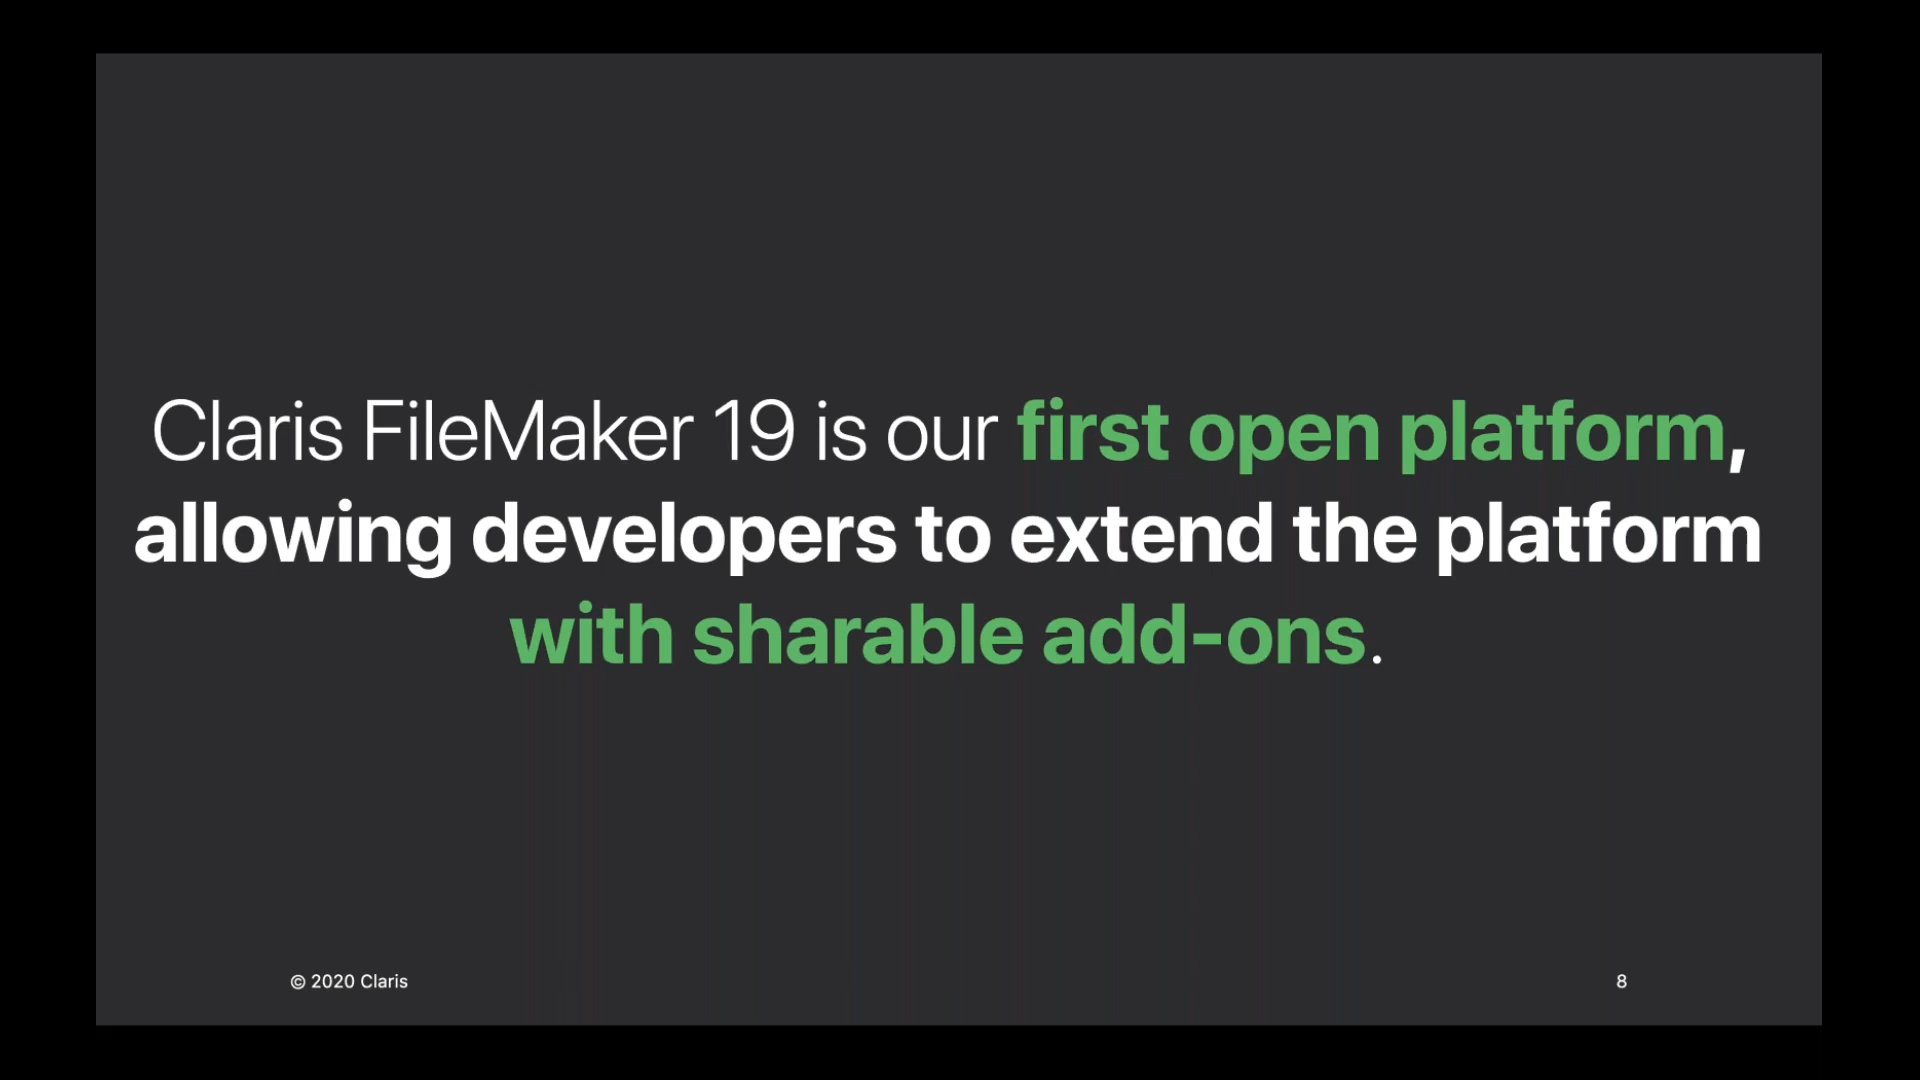 Claris FileMaker 19 is our first open platform,
allowing developers to extend the platform
with sharable add-ons.
© 2020 Claris
8